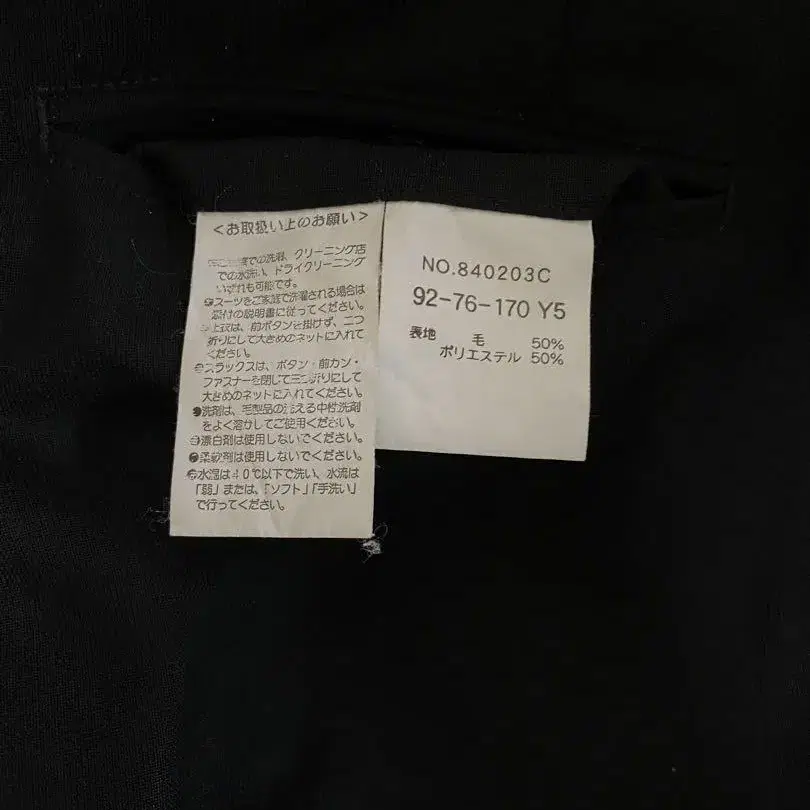 ＜お取扱い上のお願い＞
での洗濯、クリーニング店
での水洗い、ドライクリーニング
いずれも可能です。
スーツをご家庭で洗濯される場合は
添付の説明書に従ってください。
上衣は、前ボタンを掛けず、二つ
折りにして大きめのネットに入れて
ください。
スラックスは、ボタン・前カン・
ファスナーを閉じて三つ折りにして
大きめのネットに入れてください。
●洗剤は、毛製品の洗える中性洗剤
をよく溶かしてご使用ください。
漂白剤は使用しないでください。
柔軟剤は使用しないでください。
水温は40℃以下で洗い、水流は
「弱」または、「ソフト」「手洗い」
で行ってください。
NO.840203C
92-76-170 Y5
表地 毛 50%
ポリエステル 50%